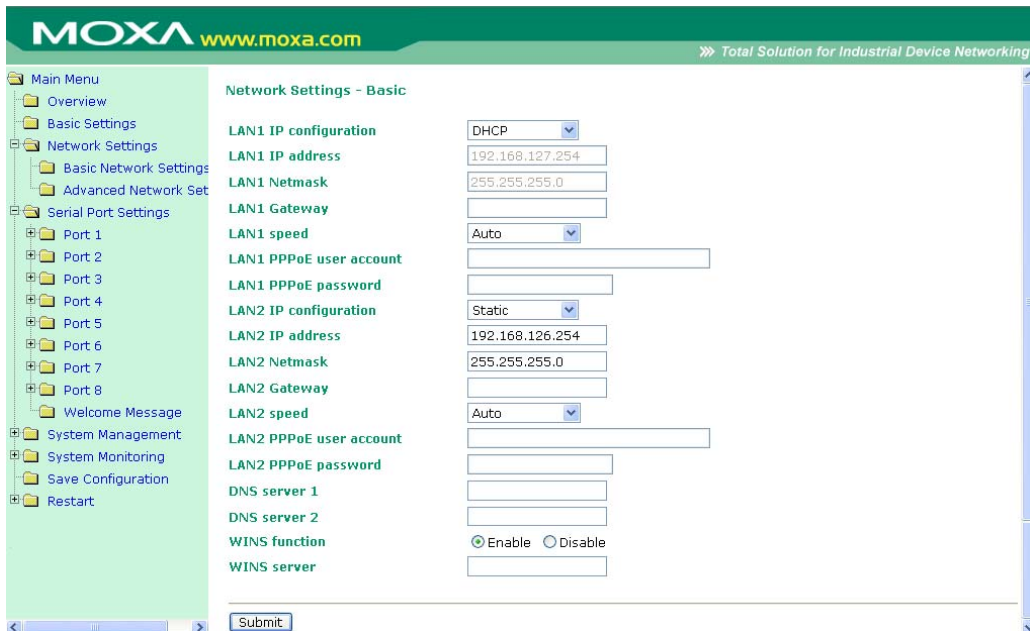 MOXA www.moxa.com
Total Solution for Industrial Device Networking
Main Menu
Overview
Basic Settings
Network Settings
Basic Network Settings
Advanced Network Set
Serial Port Settings
Port 1
Port 2
Port 3
Port 4
Port 5
Port 6
Port 7
Port 8
Welcome Message
System Management
System Monitoring
Save Configuration
Restart
Network Settings - Basic
LAN1 IP configuration DHCP
LAN1 IP address 192.168.127.254
LAN1 Netmask 255.255.255.0
LAN1 Gateway
LAN1 speed Auto
LAN1 PPPoE user account
LAN1 PPPoE password
LAN2 IP configuration Static
LAN2 IP address 192.168.126.254
LAN2 Netmask 255.255.255.0
LAN2 Gateway
LAN2 speed Auto
LAN2 PPPoE user account
LAN2 PPPoE password
DNS server 1
DNS server 2
WINS function Enable Disable
WINS server
Submit